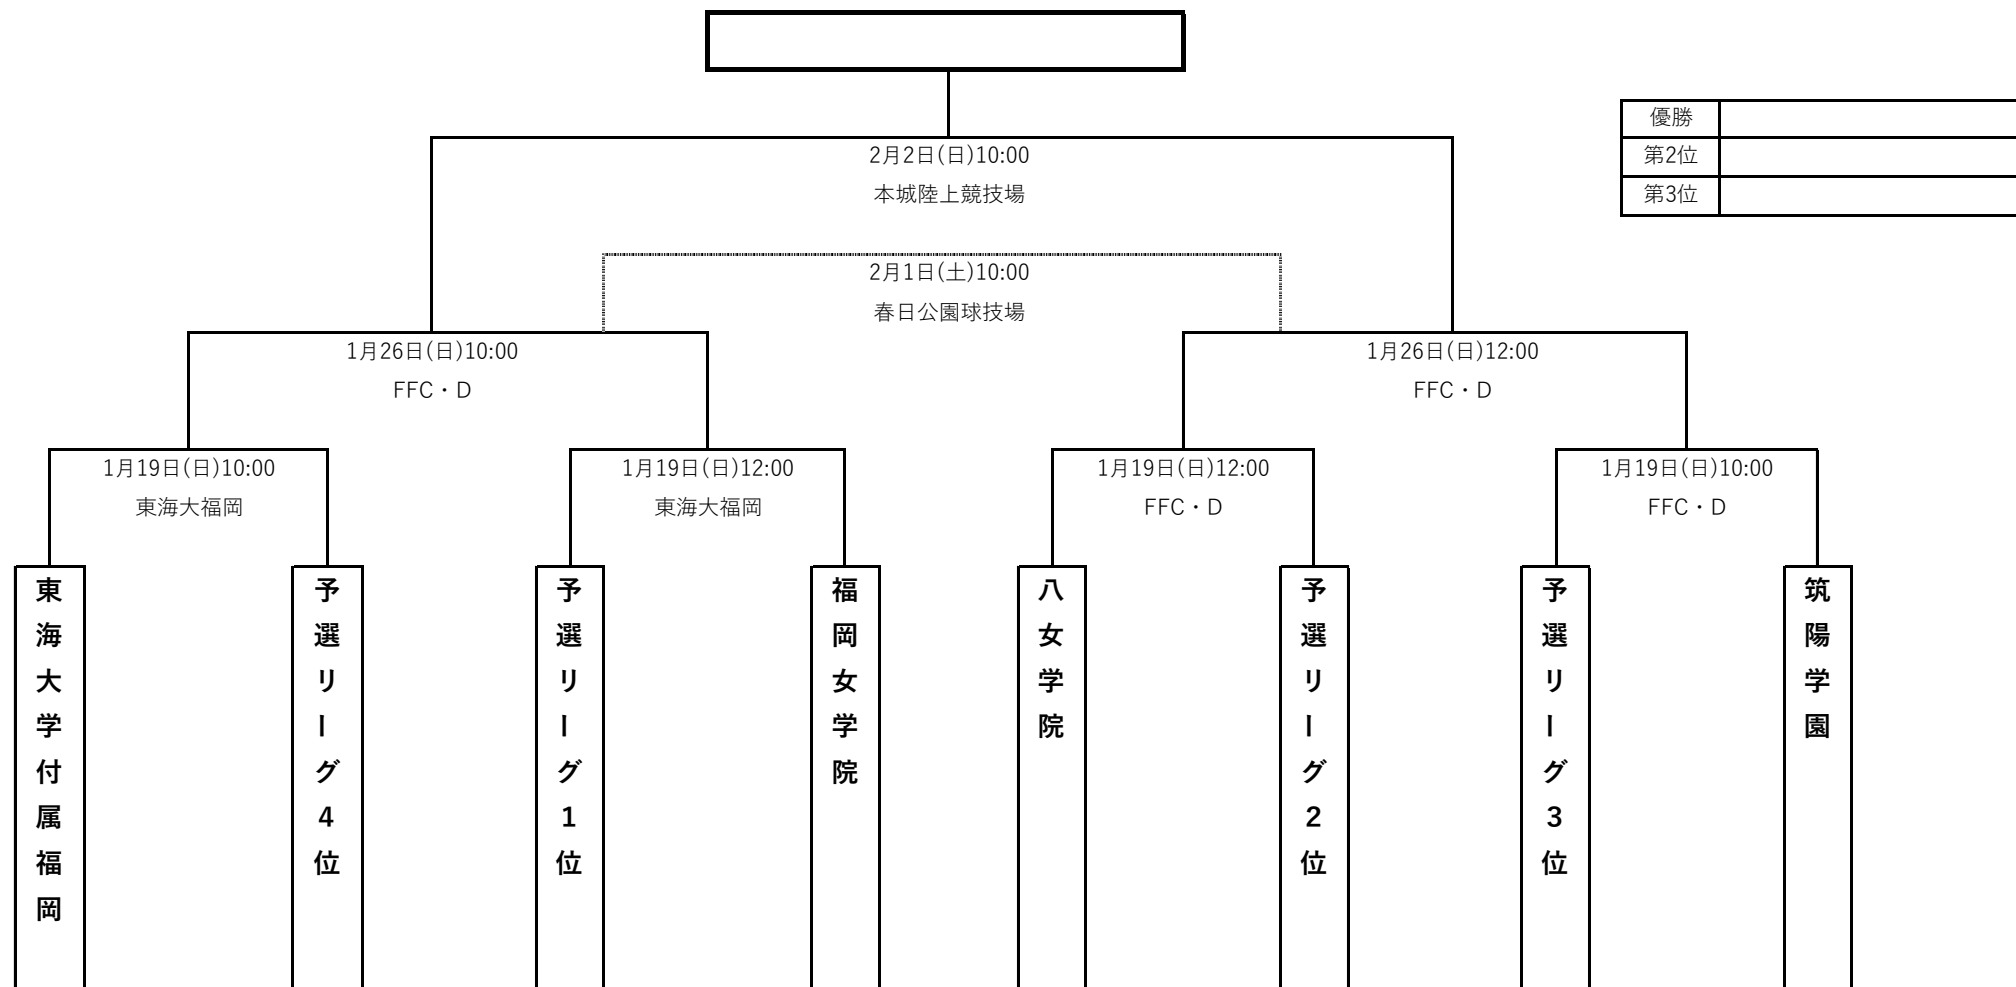 優勝
第2位
第3位
2月2日(日)10:00
本城陸上競技場
2月1日(土)10:00
春日公園球技場
1月26日(日)10:00
FFC・D
1月26日(日)12:00
FFC・D
1月19日(日)10:00
東海大福岡
1月19日(日)12:00
東海大福岡
1月19日(日)12:00
FFC・D
1月19日(日)10:00
FFC・D
東海大学付属福岡
予選リーグ4位
予選リーグ1位
福岡女学院
八女学院
予選リーグ2位
予選リーグ3位
筑陽学園